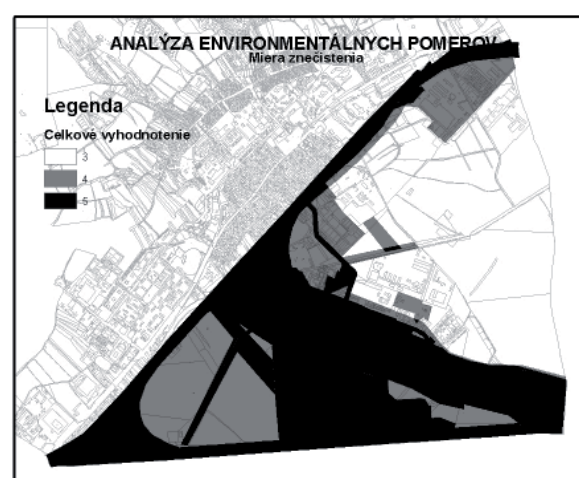 ANALÝZA ENVIRONMENTÁLNYCH POMEROV
Miera znečistenia
Legenda
Celkové vyhodnotenie
3
4
5